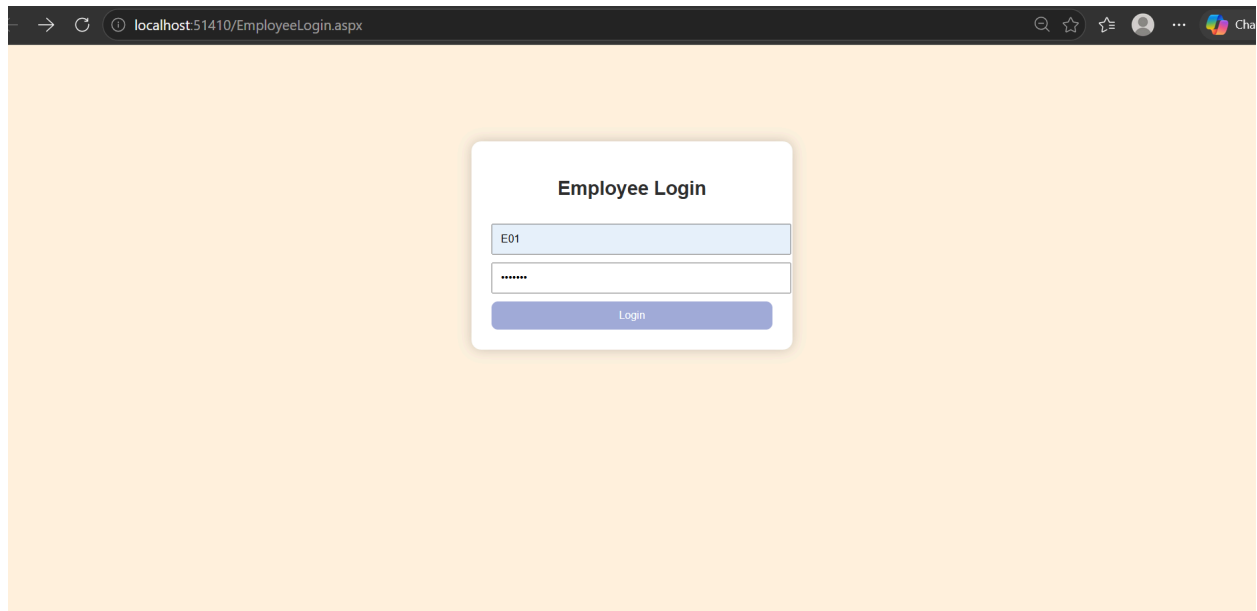 localhost:51410/EmployeeLogin.aspx
Cha
Employee Login
E01
•••••••
Login